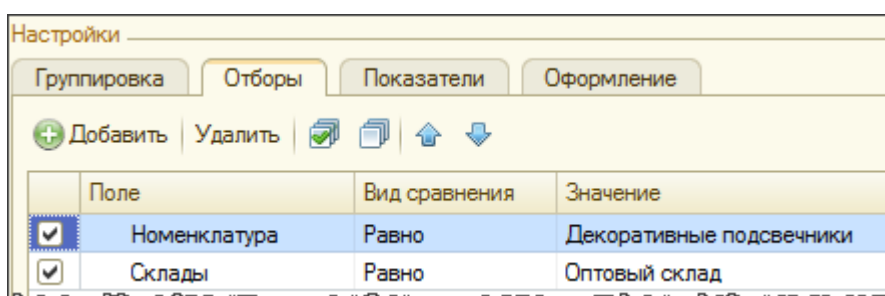 Настройки
Группировка Отборы Показатели Оформление
Добавить Удалить
Поле Вид сравнения Значение
Номенклатура Равно Декоративные подсвечники
Склады Равно Оптовый склад